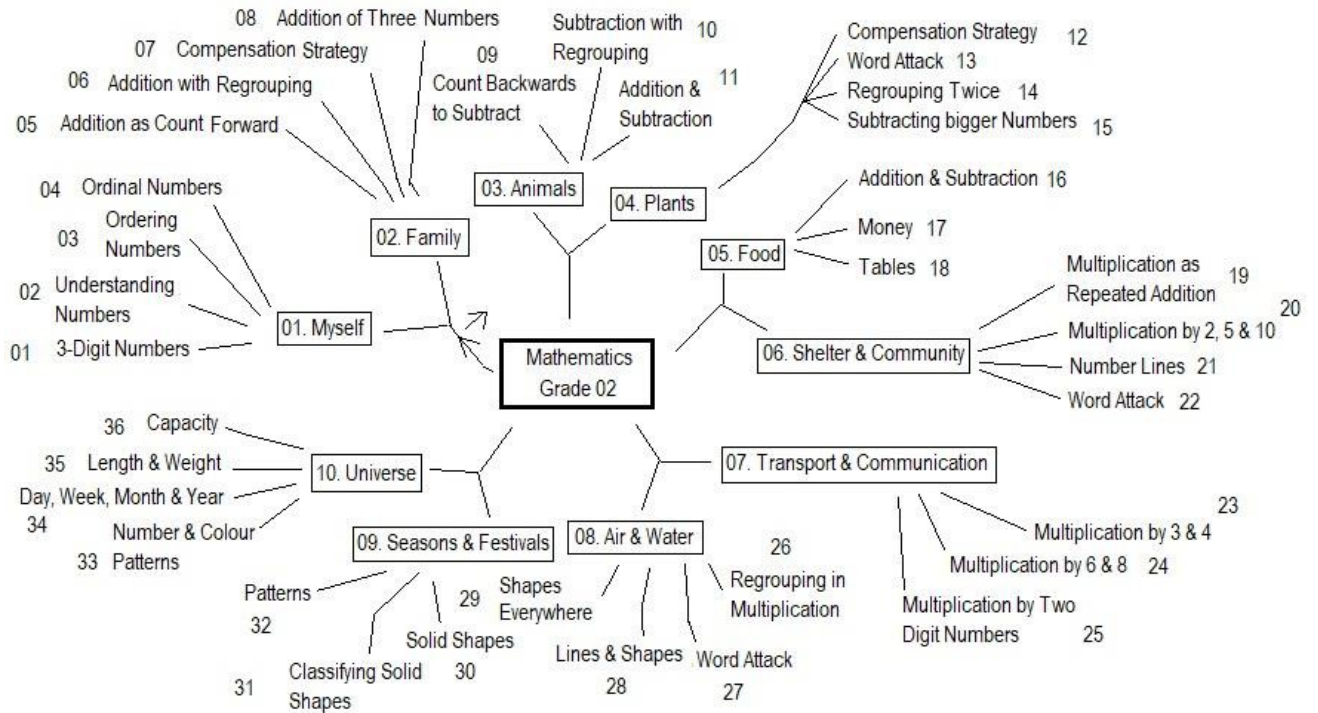 Mathematics
Grade 02
01. Myself
01 3-Digit Numbers
02 Understanding
Numbers
03 Ordering
Numbers
04 Ordinal Numbers
02. Family
05 Addition as Count Forward
06 Addition with Regrouping
07 Compensation Strategy
08 Addition of Three Numbers
03. Animals
09
Count Backwards
to Subtract
Subtraction with 10
Regrouping
Addition & 11
Subtraction
04. Plants
Compensation Strategy 12
Word Attack 13
Regrouping Twice 14
Subtracting bigger Numbers 15
05. Food
Addition & Subtraction 16
Money 17
Tables 18
06. Shelter & Community
Multiplication as
Repeated Addition 19
20
Multiplication by 2, 5 & 10
Number Lines 21
Word Attack 22
07. Transport & Communication
23
Multiplication by 3 & 4
Multiplication by 6 & 8 24
Multiplication by Two
Digit Numbers 25
08. Air & Water
26
Regrouping in
Multiplication
Word Attack
27
Lines & Shapes
28
29 Shapes
Everywhere
09. Seasons & Festivals
Solid Shapes
30
31 Classifying Solid
Shapes
Patterns
32
10. Universe
Number & Colour
33 Patterns
Day, Week, Month & Year
34
35 Length & Weight
36 Capacity